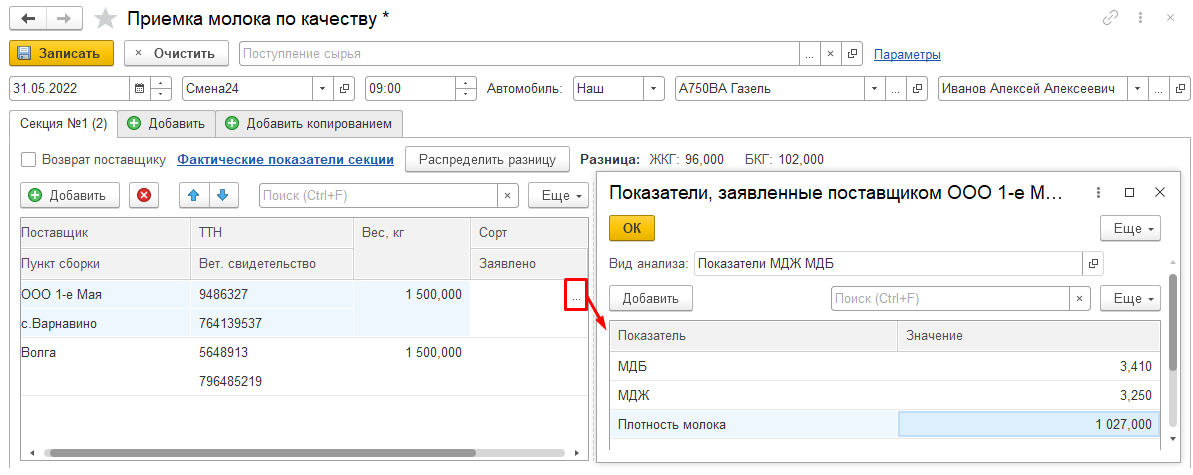 Приемка молока по качеству *
Записать × Очистить Поступление сырья ... × Параметры
31.05.2022 Смена24 09:00 Автомобиль: Наш А750ВА Газель ... Иванов Алексей Алексеевич ...
Секция №1 (2) Добавить Добавить копированием
Возврат поставщику Фактические показатели секции Распределить разницу Разница: ЖКГ: 96,000 БКГ: 102,000
Добавить Поиск (Ctrl+F) × Еще
Поставщик ТТН Вес, кг Сорт
Пункт сборки Вет. свидетельство Заявлено
ООО 1-е Мая 9486327 1 500,000 ...
с.Варнавино 764139537
Волга 5648913 1 500,000
796485219
Показатели, заявленные поставщиком ООО 1-е М...
ОК Еще
Вид анализа: Показатели МДЖ МДБ
Добавить Поиск (Ctrl+F) × Еще
Показатель Значение
МДБ 3,410
МДЖ 3,250
Плотность молока 1 027,000